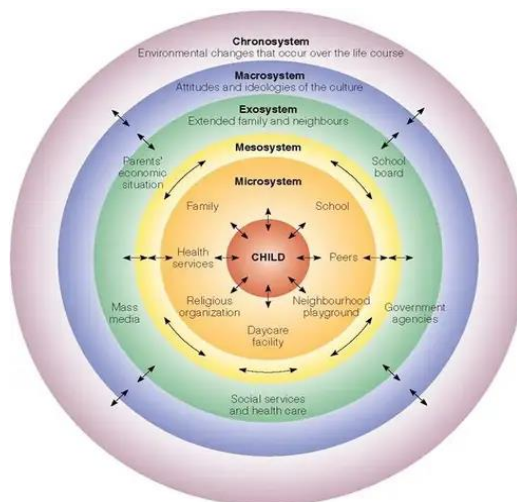 Chronosystem
Environmental changes that occur over the life course
Macrosystem
Attitudes and ideologies of the culture
Exosystem
Extended family and neighbours
Mesosystem
Parents'
economic
situation
School
board
Microsystem
Family
School
Health
services
CHILD
Peers
Religious
organization
Neighbourhood
playground
Mass
media
Government
agencies
Daycare
facility
Social services
and health care